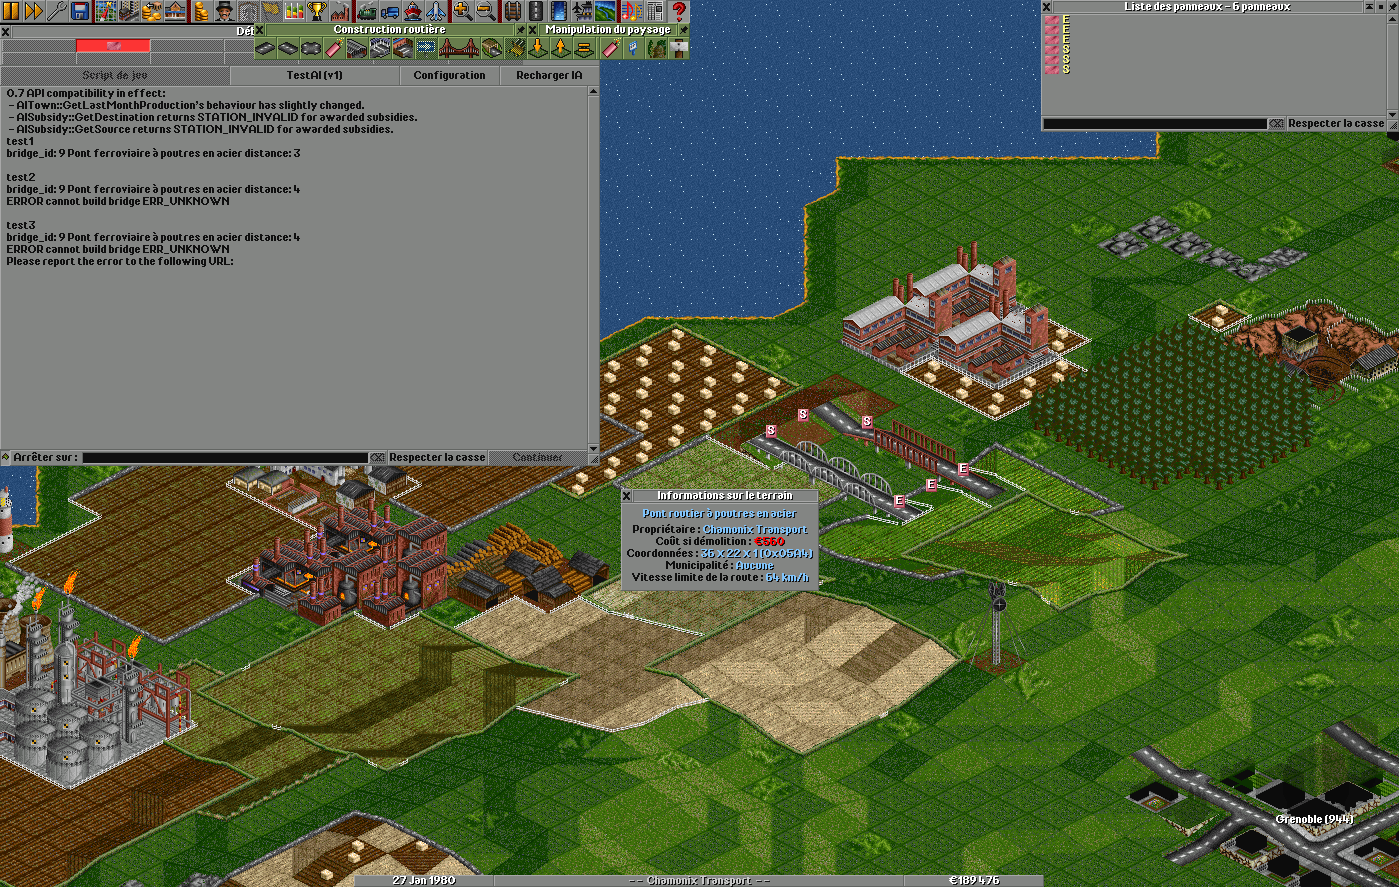 Liste des panneaux - 6 panneaux
E
E
E
S
S
S
Respecter la casse
Construction routière
Manipulation du paysage
Dé
Script de jeu
TestAI (v1)
Configuration
Recharger IA
0.7 API compatibility in effect:
- AITown::GetLastMonthProduction's behaviour has slightly changed.
- AISubsidy::GetDestination returns STATION_INVALID for awarded subsidies.
- AISubsidy::GetSource returns STATION_INVALID for awarded subsidies.
test1
bridge_id: 9 Pont ferroviaire à poutres en acier distance: 3
test2
bridge_id: 9 Pont ferroviaire à poutres en acier distance: 4
ERROR cannot build bridge ERR_UNKNOWN
test3
bridge_id: 9 Pont ferroviaire à poutres en acier distance: 4
ERROR cannot build bridge ERR_UNKNOWN
Please report the error to the following URL:
Arrêter sur :
Respecter la casse
Continuer
S
S
S
E
E
E
Informations sur le terrain
Pont routier à poutres en acier
Propriétaire : Chamonix Transport
Coût si démolition : €560
Coordonnées : 36 x 22 x 1 (0x05A4)
Municipalité : Aucune
Vitesse limite de la route : 64 km/h
Grenoble (944)
27 Jan 1980
-- Chamonix Transport --
€189 476